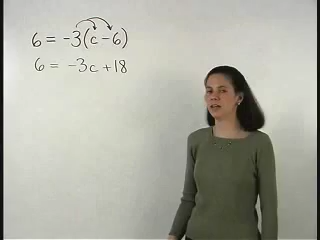 6 = -3(c - 6)
6 = -3c + 18